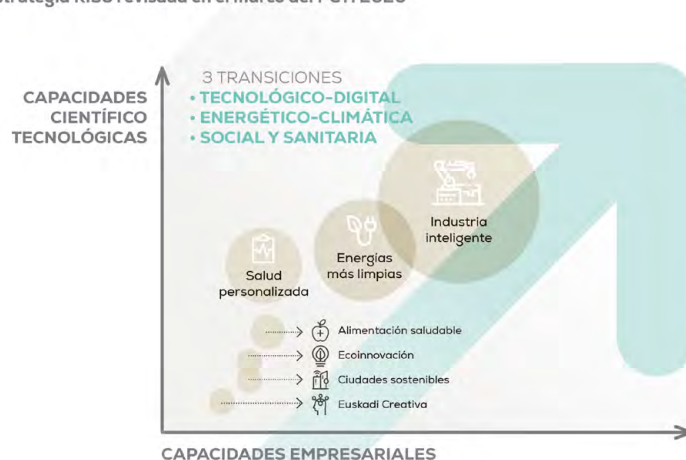 CAPACIDADES
CIENTÍFICO
TECNOLÓGICAS
3 TRANSICIONES
• TECNOLÓGICO-DIGITAL
• ENERGÉTICO-CLIMÁTICA
• SOCIAL Y SANITARIA
Industria
inteligente
Energías
más limpias
Salud
personalizada
Alimentación saludable
Ecoinnovación
Ciudades sostenibles
Euskadi Creativa
CAPACIDADES EMPRESARIALES